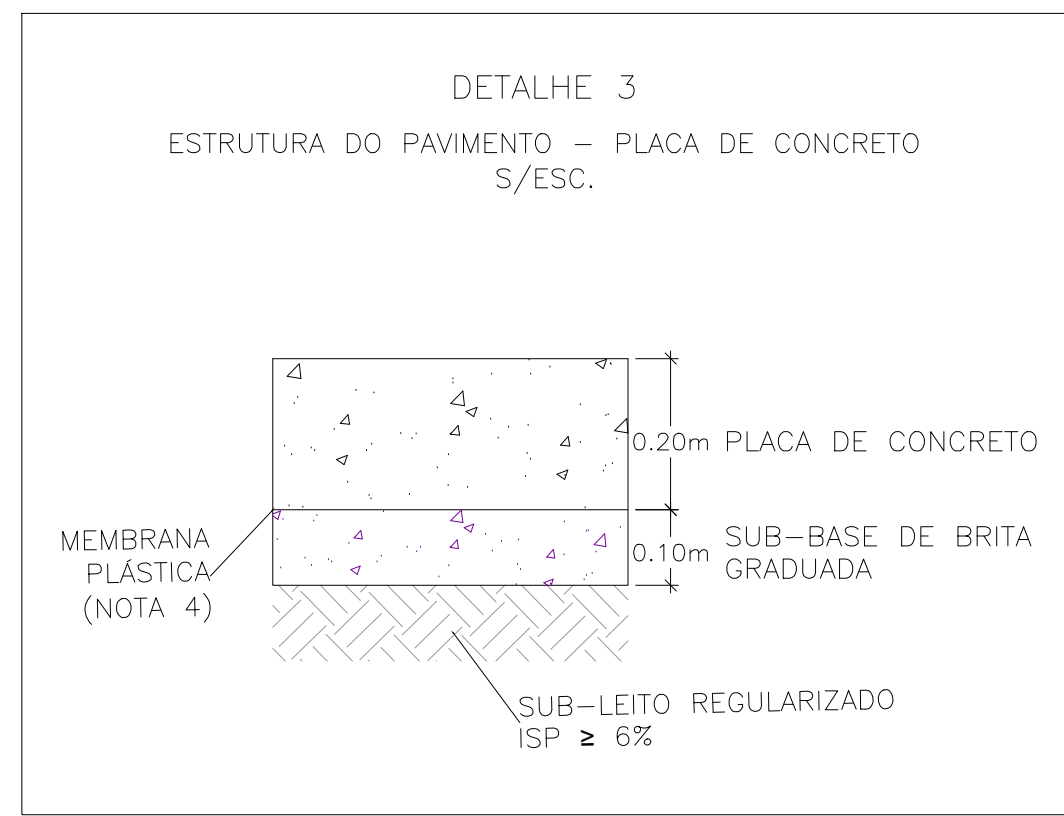 DETALHE 3
ESTRUTURA DO PAVIMENTO – PLACA DE CONCRETO
S/ESC.
0.20m PLACA DE CONCRETO
MEMBRANA
PLÁSTICA
(NOTA 4)
0.10m SUB-BASE DE BRITA
GRADUADA
SUB-LEITO REGULARIZADO
ISP ≥ 6%